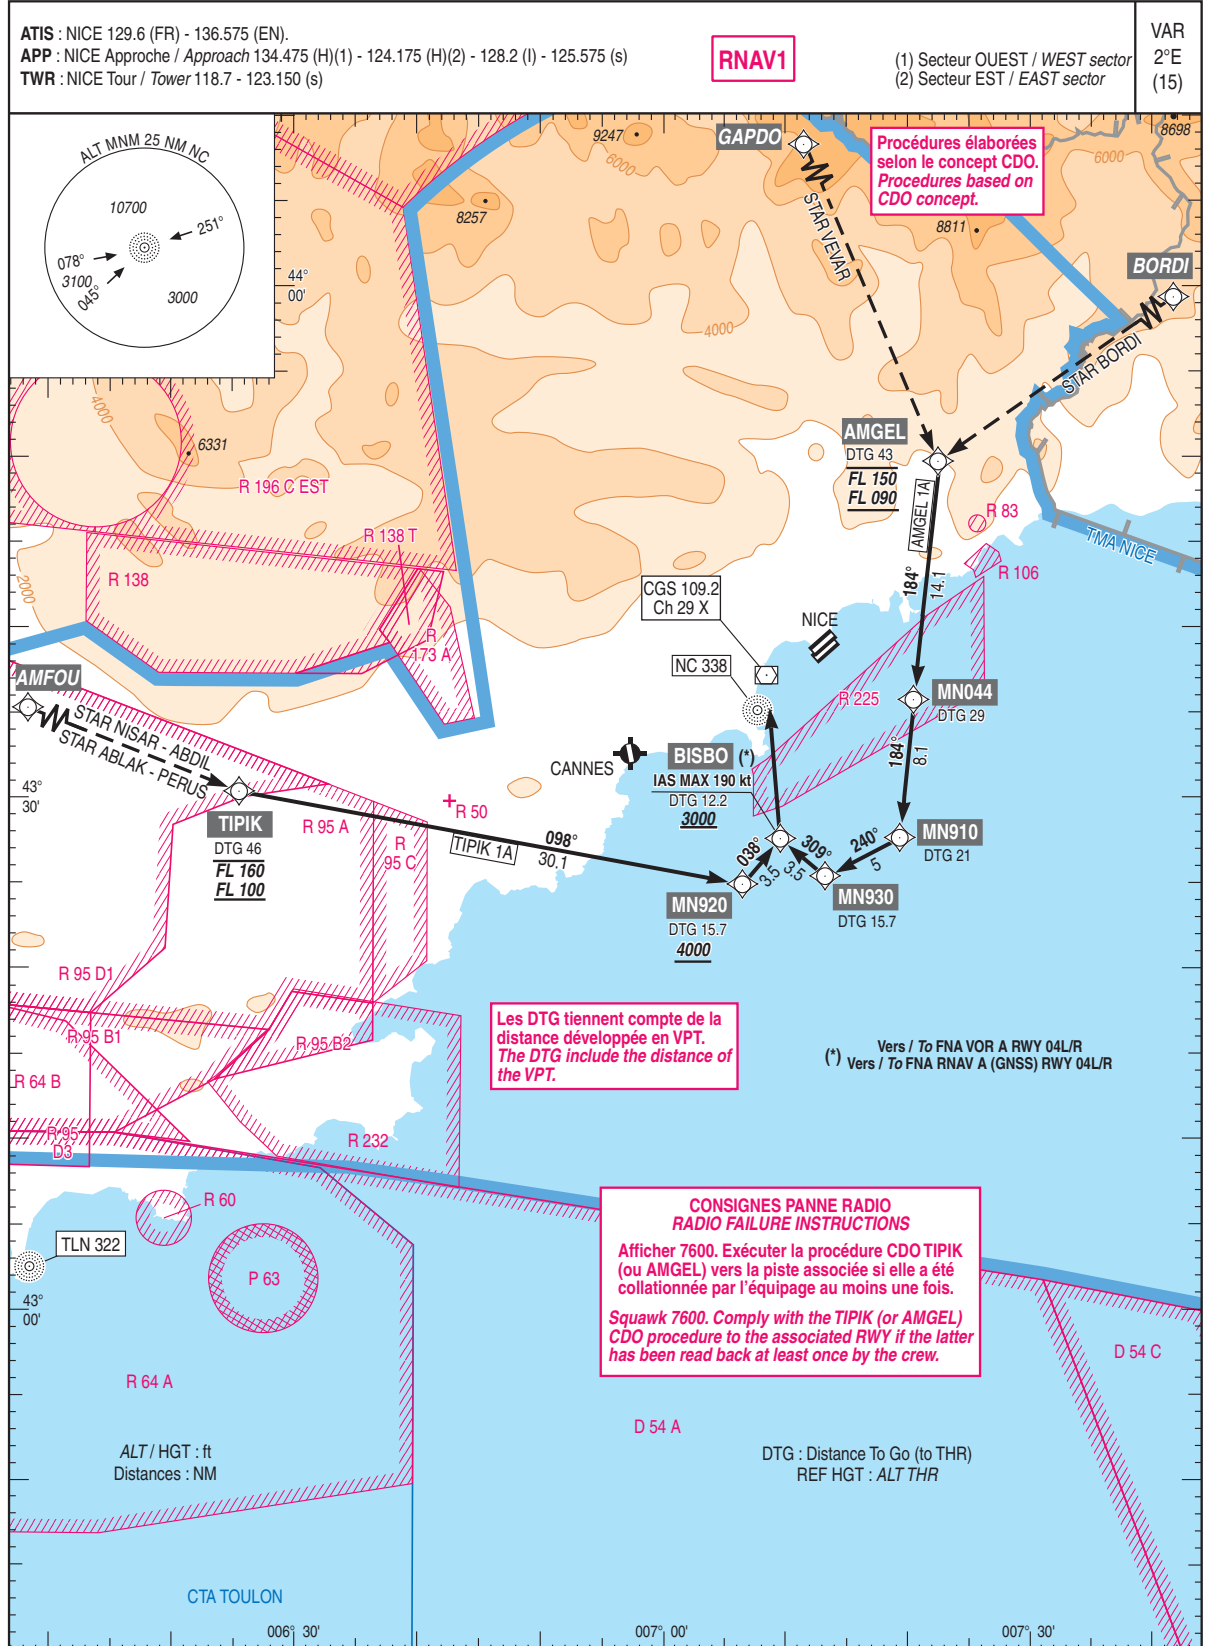 ATIS : NICE 129.6 (FR) - 136.575 (EN).
APP : NICE Approche / Approach 134.475 (H)(1) - 124.175 (H)(2) - 128.2 (I) - 125.575 (s)
TWR : NICE Tour / Tower 118.7 - 123.150 (s)
RNAV1
(1) Secteur OUEST / WEST sector
(2) Secteur EST / EAST sector
VAR
2°E
(15)
ALT MNM 25 NM NC
10700
251°
078°
3100
045°
3000
44°
00'
9247
6000
8257
GAPDO
Procédures élaborées
selon le concept CDO.
Procedures based on
CDO concept.
8698
6000
8811
STAR VEVAR
BORDI
4000
STAR BORDI
4000
6331
R 196 C EST
AMGEL
DTG 43
FL 150
FL 090
AMGEL 1A
R 83
TMA NICE
R 138 T
R 138
2000
R
173 A
184°
14.1
R 106
CGS 109.2
Ch 29 X
NICE
NC 338
AMFOU
STAR NISAR - ABDIL
STAR ABLAK - PERUS
R 225
MN044
DTG 29
184°
8.1
BISBO (*)
IAS MAX 190 kt
DTG 12.2
3000
CANNES
43°
30'
TIPIK
DTG 46
FL 160
FL 100
R 95 A
R
95 C
R 50
TIPIK 1A
098°
30.1
038°
3.5
309°
3.5
240°
5
MN910
DTG 21
MN920
DTG 15.7
4000
MN930
DTG 15.7
R 95 D1
R 95 B1
R 95 B2
R 64 B
R 95
D3
Les DTG tiennent compte de la
distance développée en VPT.
The DTG include the distance of
the VPT.
(*)
Vers / To FNA VOR A RWY 04L/R
Vers / To FNA RNAV A (GNSS) RWY 04L/R
R 232
R 60
TLN 322
P 63
43°
00'
CONSIGNES PANNE RADIO
RADIO FAILURE INSTRUCTIONS
Afficher 7600. Exécuter la procédure CDO TIPIK
(ou AMGEL) vers la piste associée si elle a été
collationnée par l'équipage au moins une fois.
Squawk 7600. Comply with the TIPIK (or AMGEL)
CDO procedure to the associated RWY if the latter
has been read back at least once by the crew.
D 54 C
R 64 A
D 54 A
ALT / HGT : ft
Distances : NM
DTG : Distance To Go (to THR)
REF HGT : ALT THR
CTA TOULON
006° 30'
007° 00'
007° 30'